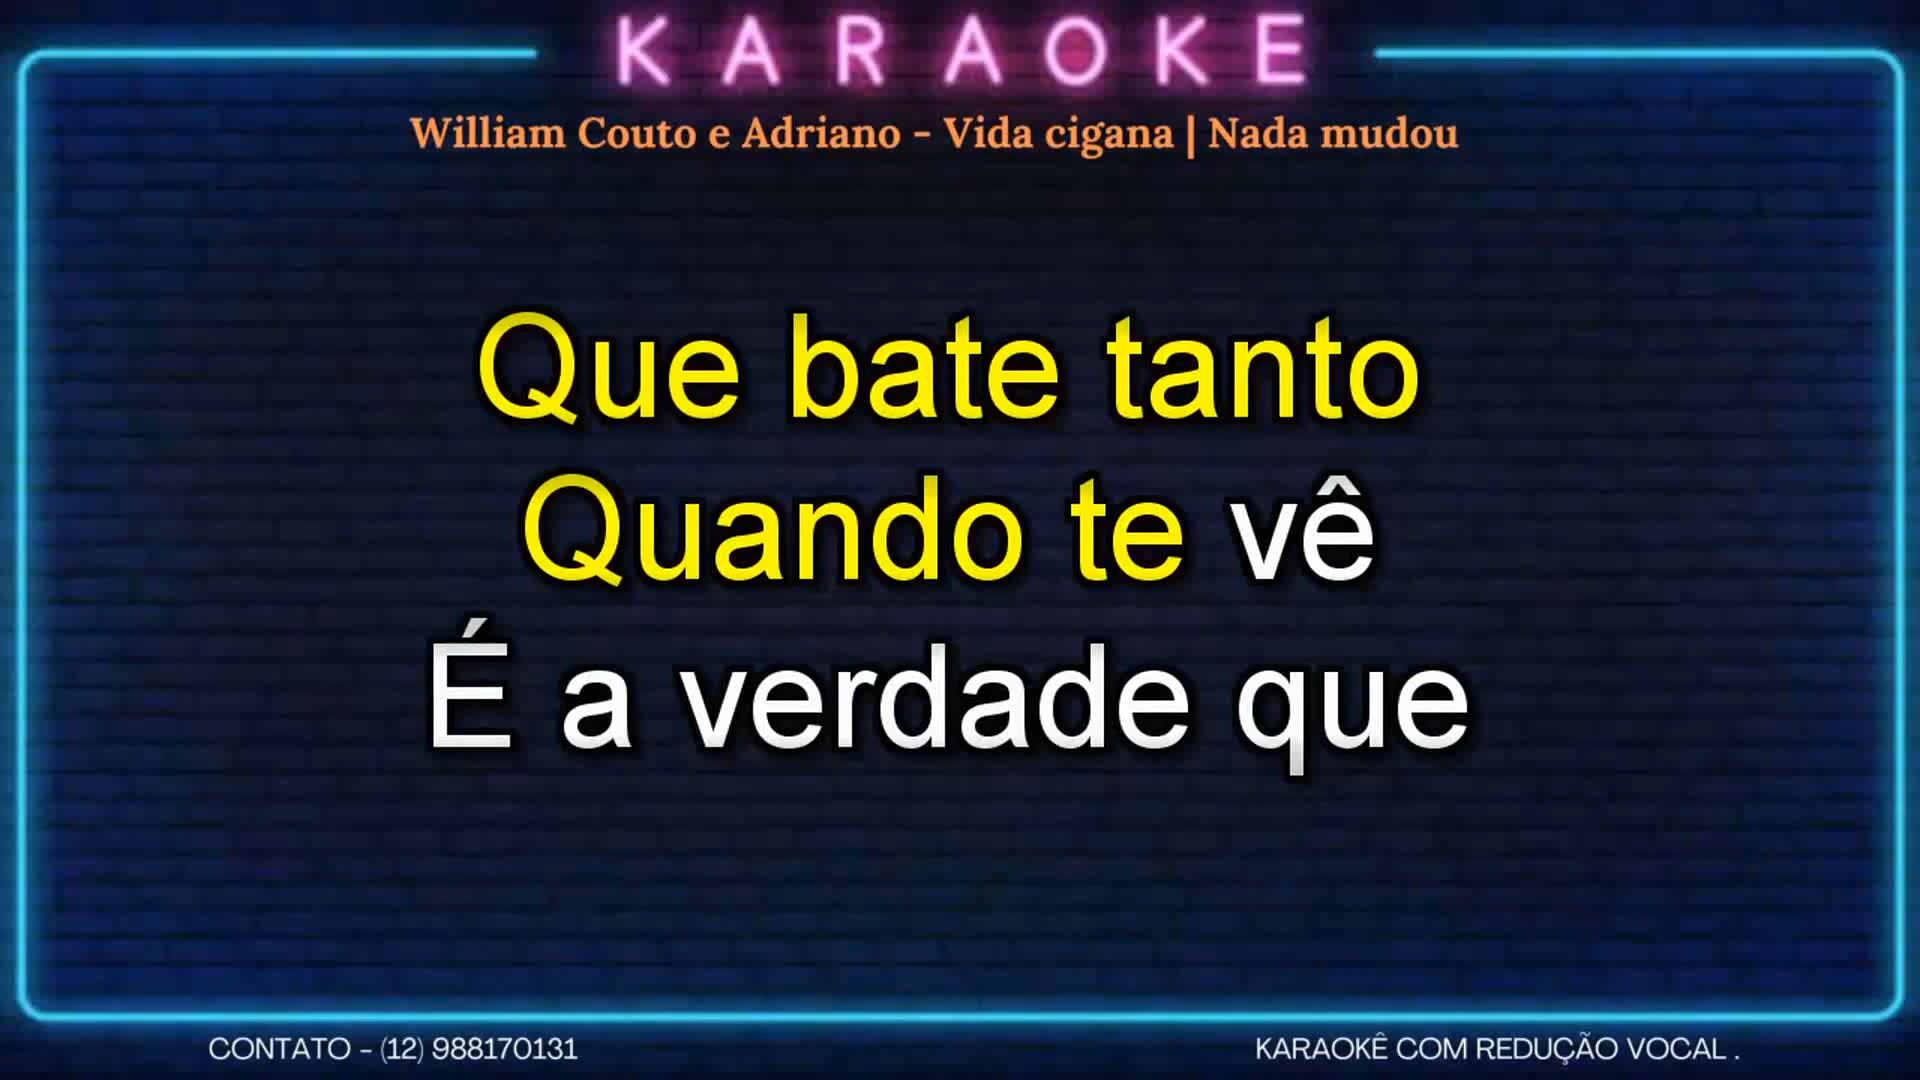 KARAOKE
William Couto e Adriano - Vida cigana | Nada mudou
Que bate tanto
Quando te vê
É a verdade que
CONTATO - (12) 988170131
KARAOKÊ COM REDUÇÃO VOCAL .